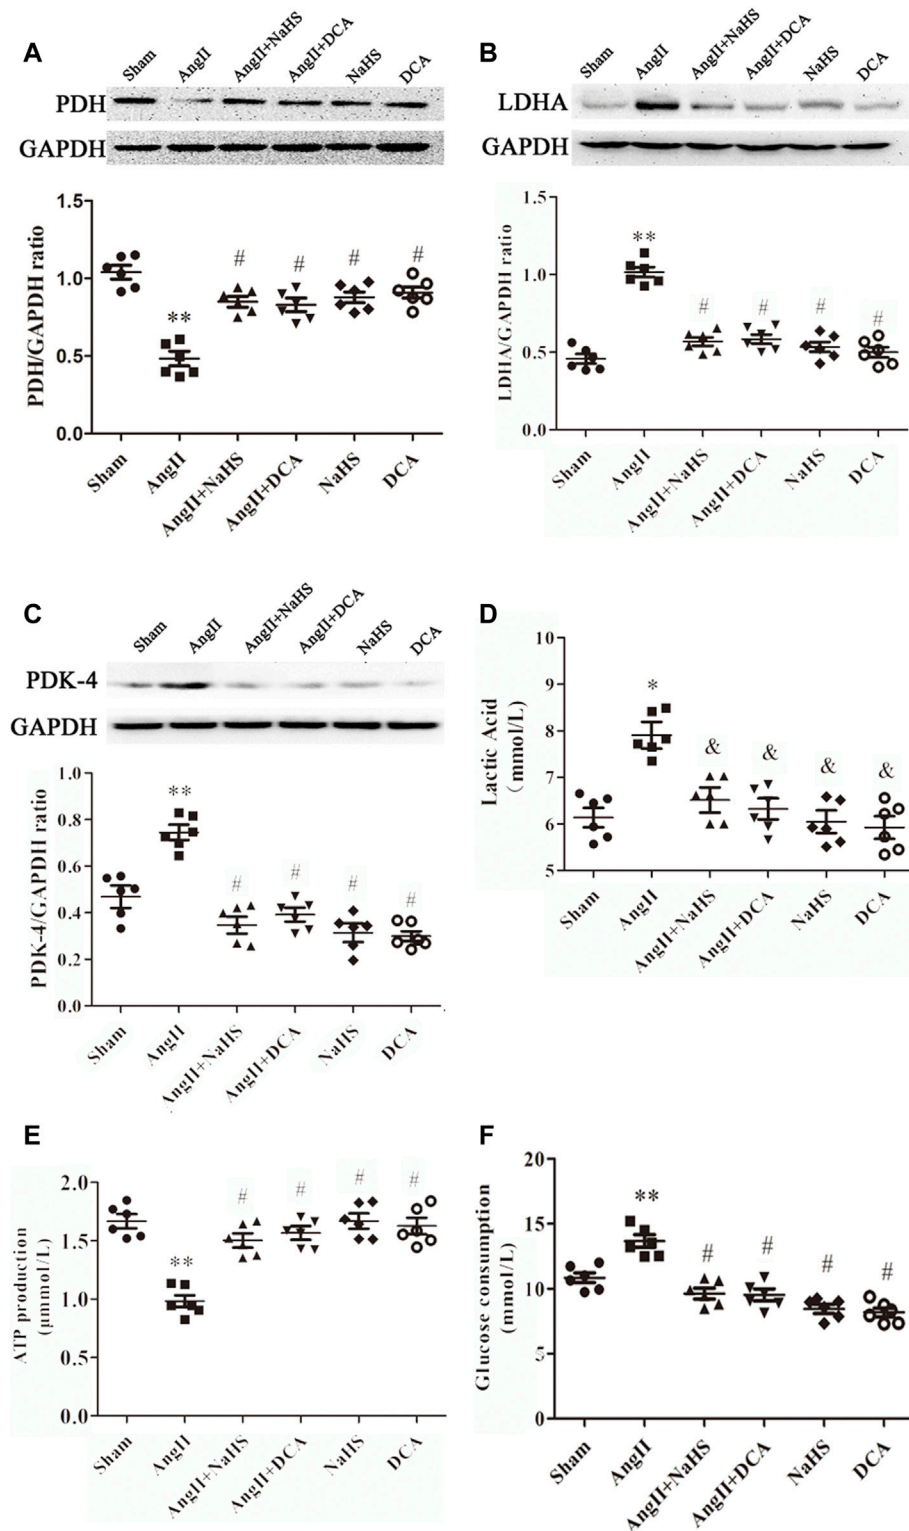 A
Sham
AngII
AngII+NaHS
AngII+DCA
NaHS
DCA
PDH
GAPDH
PDH/GAPDH ratio
1.5
1.0
0.5
0.0
**
#
#
#
#
Sham
AngII
AngII+NaHS
AngII+DCA
NaHS
DCA
B
Sham
AngII
AngII+NaHS
AngII+DCA
NaHS
DCA
LDHA
GAPDH
LDHA/GAPDH ratio
1.5
1.0
0.5
0.0
**
#
#
#
#
Sham
AngII
AngII+NaHS
AngII+DCA
NaHS
DCA
C
Sham
AngII
AngII+NaHS
AngII+DCA
NaHS
DCA
PDK-4
GAPDH
PDK-4/GAPDH ratio
1.0
0.8
0.6
0.4
0.2
0.0
**
#
#
#
#
Sham
AngII
AngII+NaHS
AngII+DCA
NaHS
DCA
D
Lactic Acid
(mmol/L)
10
9
8
7
6
5
*
&
&
&
&
Sham
AngII
AngII+NaHS
AngII+DCA
NaHS
DCA
E
ATP production
(μmmol/L)
2.0
1.5
1.0
0.5
0.0
**
#
#
#
#
Sham
AngII
AngII+NaHS
AngII+DCA
NaHS
DCA
F
Glucose consumption
(mmol/L)
20
15
10
5
0
**
#
#
#
#
Sham
AngII
AngII+NaHS
AngII+DCA
NaHS
DCA